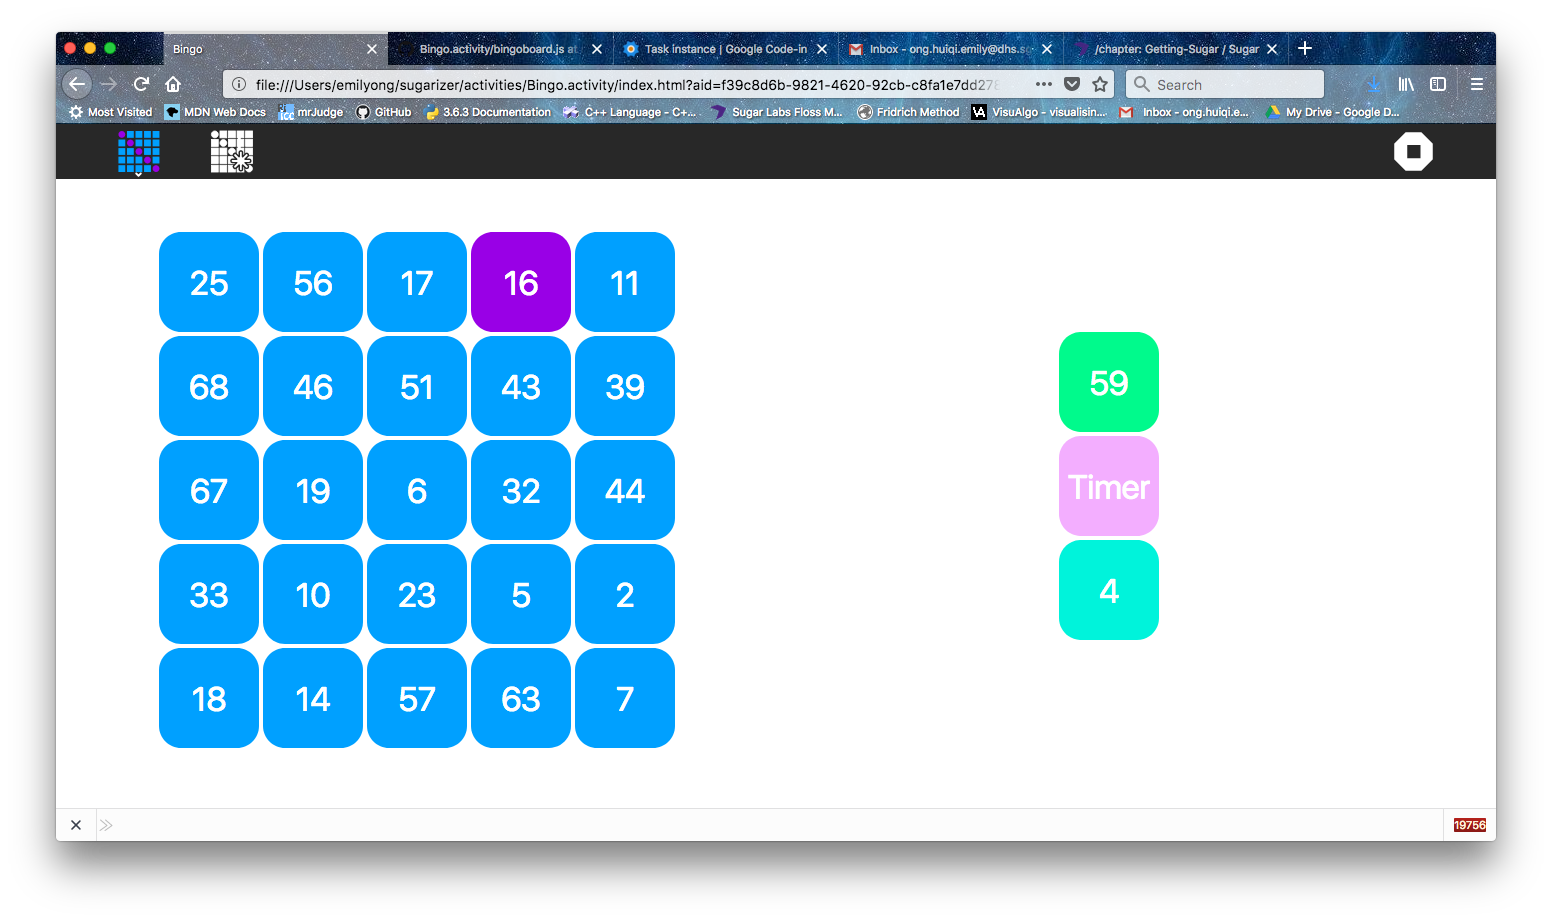 Bingo
Bingo.activity/bingoboard.js at
Task instance | Google Code-in
Inbox - ong.huiqi.emily@dhs.sg
/chapter: Getting-Sugar / Sugar
file:///Users/emilyong/sugarizer/activities/Bingo.activity/index.html?aid=f39c8d6b-9821-4620-92cb-c8fa1e7dd278
Search
Most Visited
MDN Web Docs
mrJudge
GitHub
3.6.3 Documentation
C++ Language - C+...
Sugar Labs Floss M...
Fridrich Method
VisuAlgo - visualisin....
Inbox - ong.huiqi.e...
My Drive - Google D...
25 56 17 16 11
68 46 51 43 39
67 19 6 32 44
33 10 23 5 2
18 14 57 63 7
59
Timer
4
19756